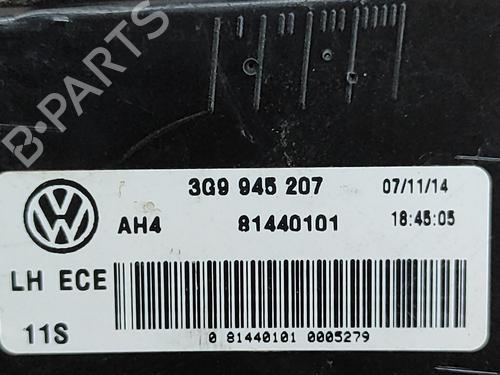 B-PARTS
3G9 945 207 07/11/14
AH4 81440101 18:45:05
LH ECE
11S
0 81440101 0005279